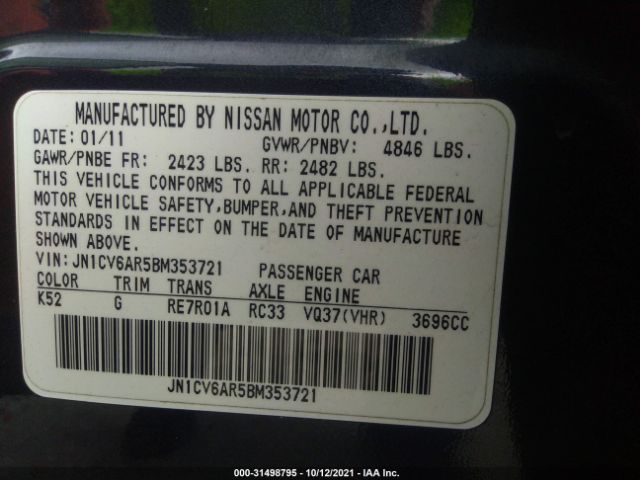 MANUFACTURED BY NISSAN MOTOR CO.,LTD.
DATE: 01/11 GVWR/PNBV: 4846 LBS.
GAWR/PNBE FR: 2423 LBS. RR: 2482 LBS.
THIS VEHICLE CONFORMS TO ALL APPLICABLE FEDERAL
MOTOR VEHICLE SAFETY,BUMPER,AND THEFT PREVENTION
STANDARDS IN EFFECT ON THE DATE OF MANUFACTURE
SHOWN ABOVE.
VIN:JN1CV6AR5BM353721 PASSENGER CAR
COLOR TRIM TRANS AXLE ENGINE
K52 G RE7R01A RC33 VQ37(VHR) 3696CC
JN1CV6AR5BM353721
000-31498795 - 10/12/2021 - IAAI.com